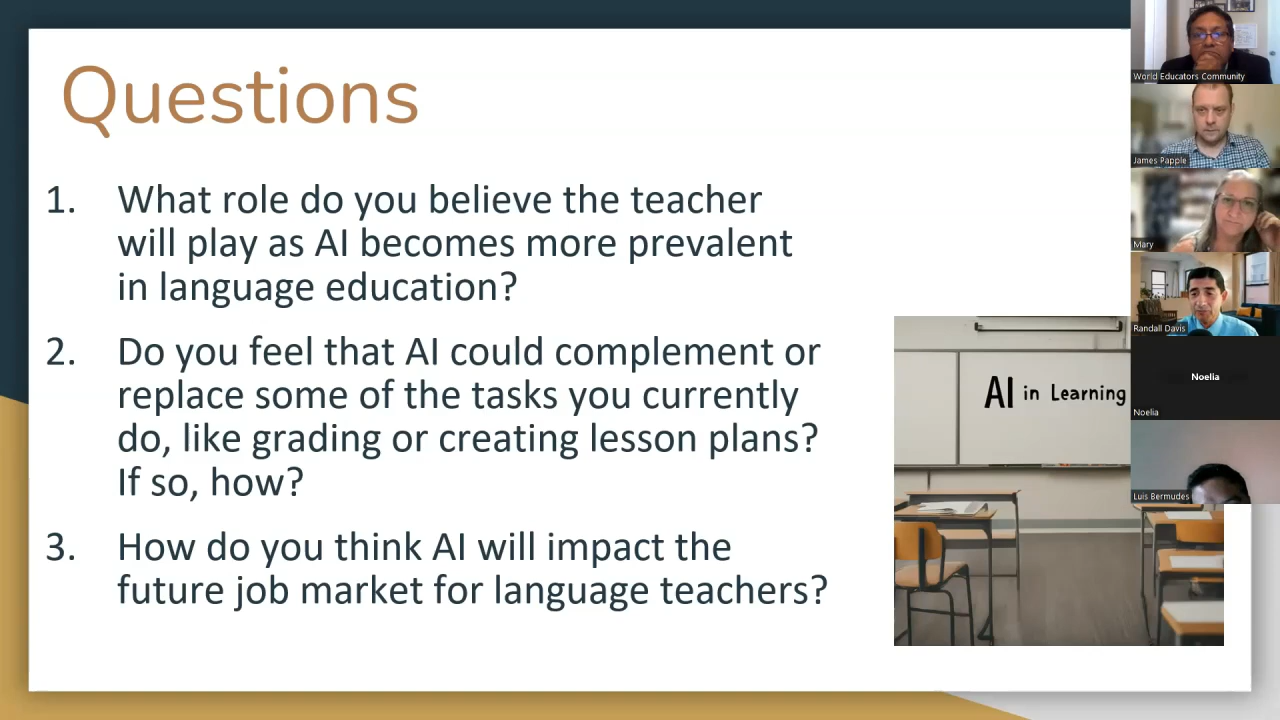 Questions
1. What role do you believe the teacher
will play as AI becomes more prevalent
in language education?
2. Do you feel that AI could complement or
replace some of the tasks you currently
do, like grading or creating lesson plans?
If so, how?
3. How do you think AI will impact the
future job market for language teachers?
AI in Learning
World Educators Community
James Papple
Mary
Randall Davis
Noelia
Noelia
Luis Bermudes